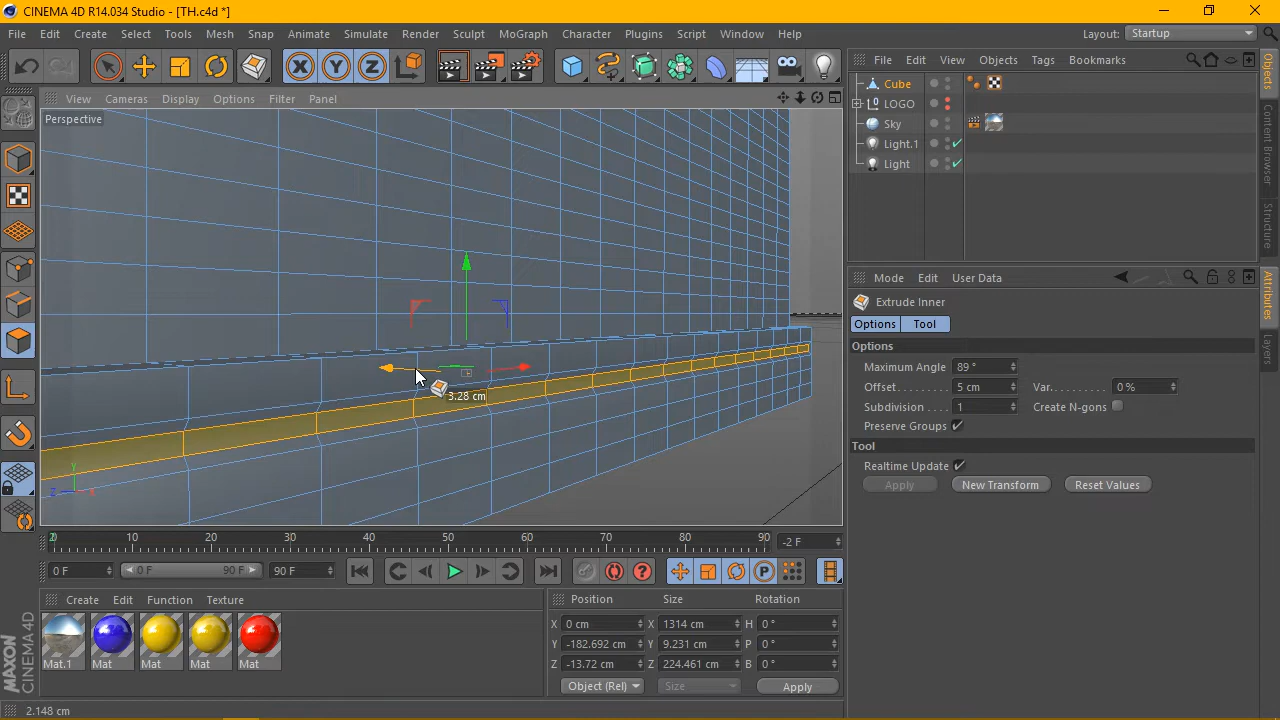 CINEMA 4D R14.034 Studio - [TH.c4d *]
File Edit Create Select Tools Mesh Snap Animate Simulate Render Sculpt MoGraph Character Plugins Script Window Help Layout: Startup
X Y Z
View Cameras Display Options Filter Panel
File Edit View Objects Tags Bookmarks
Perspective
Cube
LOGO
Sky
Light.1
Light
Objects
Content Browser
Structure
Mode Edit User Data
Extrude Inner
Options Tool
Options
Maximum Angle 89 °
Offset 5 cm Var. 0 %
Subdivision 1 Create N-gons
Preserve Groups
Tool
Realtime Update
Apply New Transform Reset Values
Attributes
Layers
3.28 cm
Y
Z X
0 10 20 30 40 50 60 70 80 90 -2 F
0 F 0 F 90 F 90 F
Create Edit Function Texture
Mat.1 Mat Mat Mat Mat
Position Size Rotation
X 0 cm X 1314 cm H 0 °
Y -182.692 cm Y 9.231 cm P 0 °
Z -13.72 cm Z 224.461 cm B 0 °
Object (Rel) Size Apply
MAXON
CINEMA 4D
2.148 cm